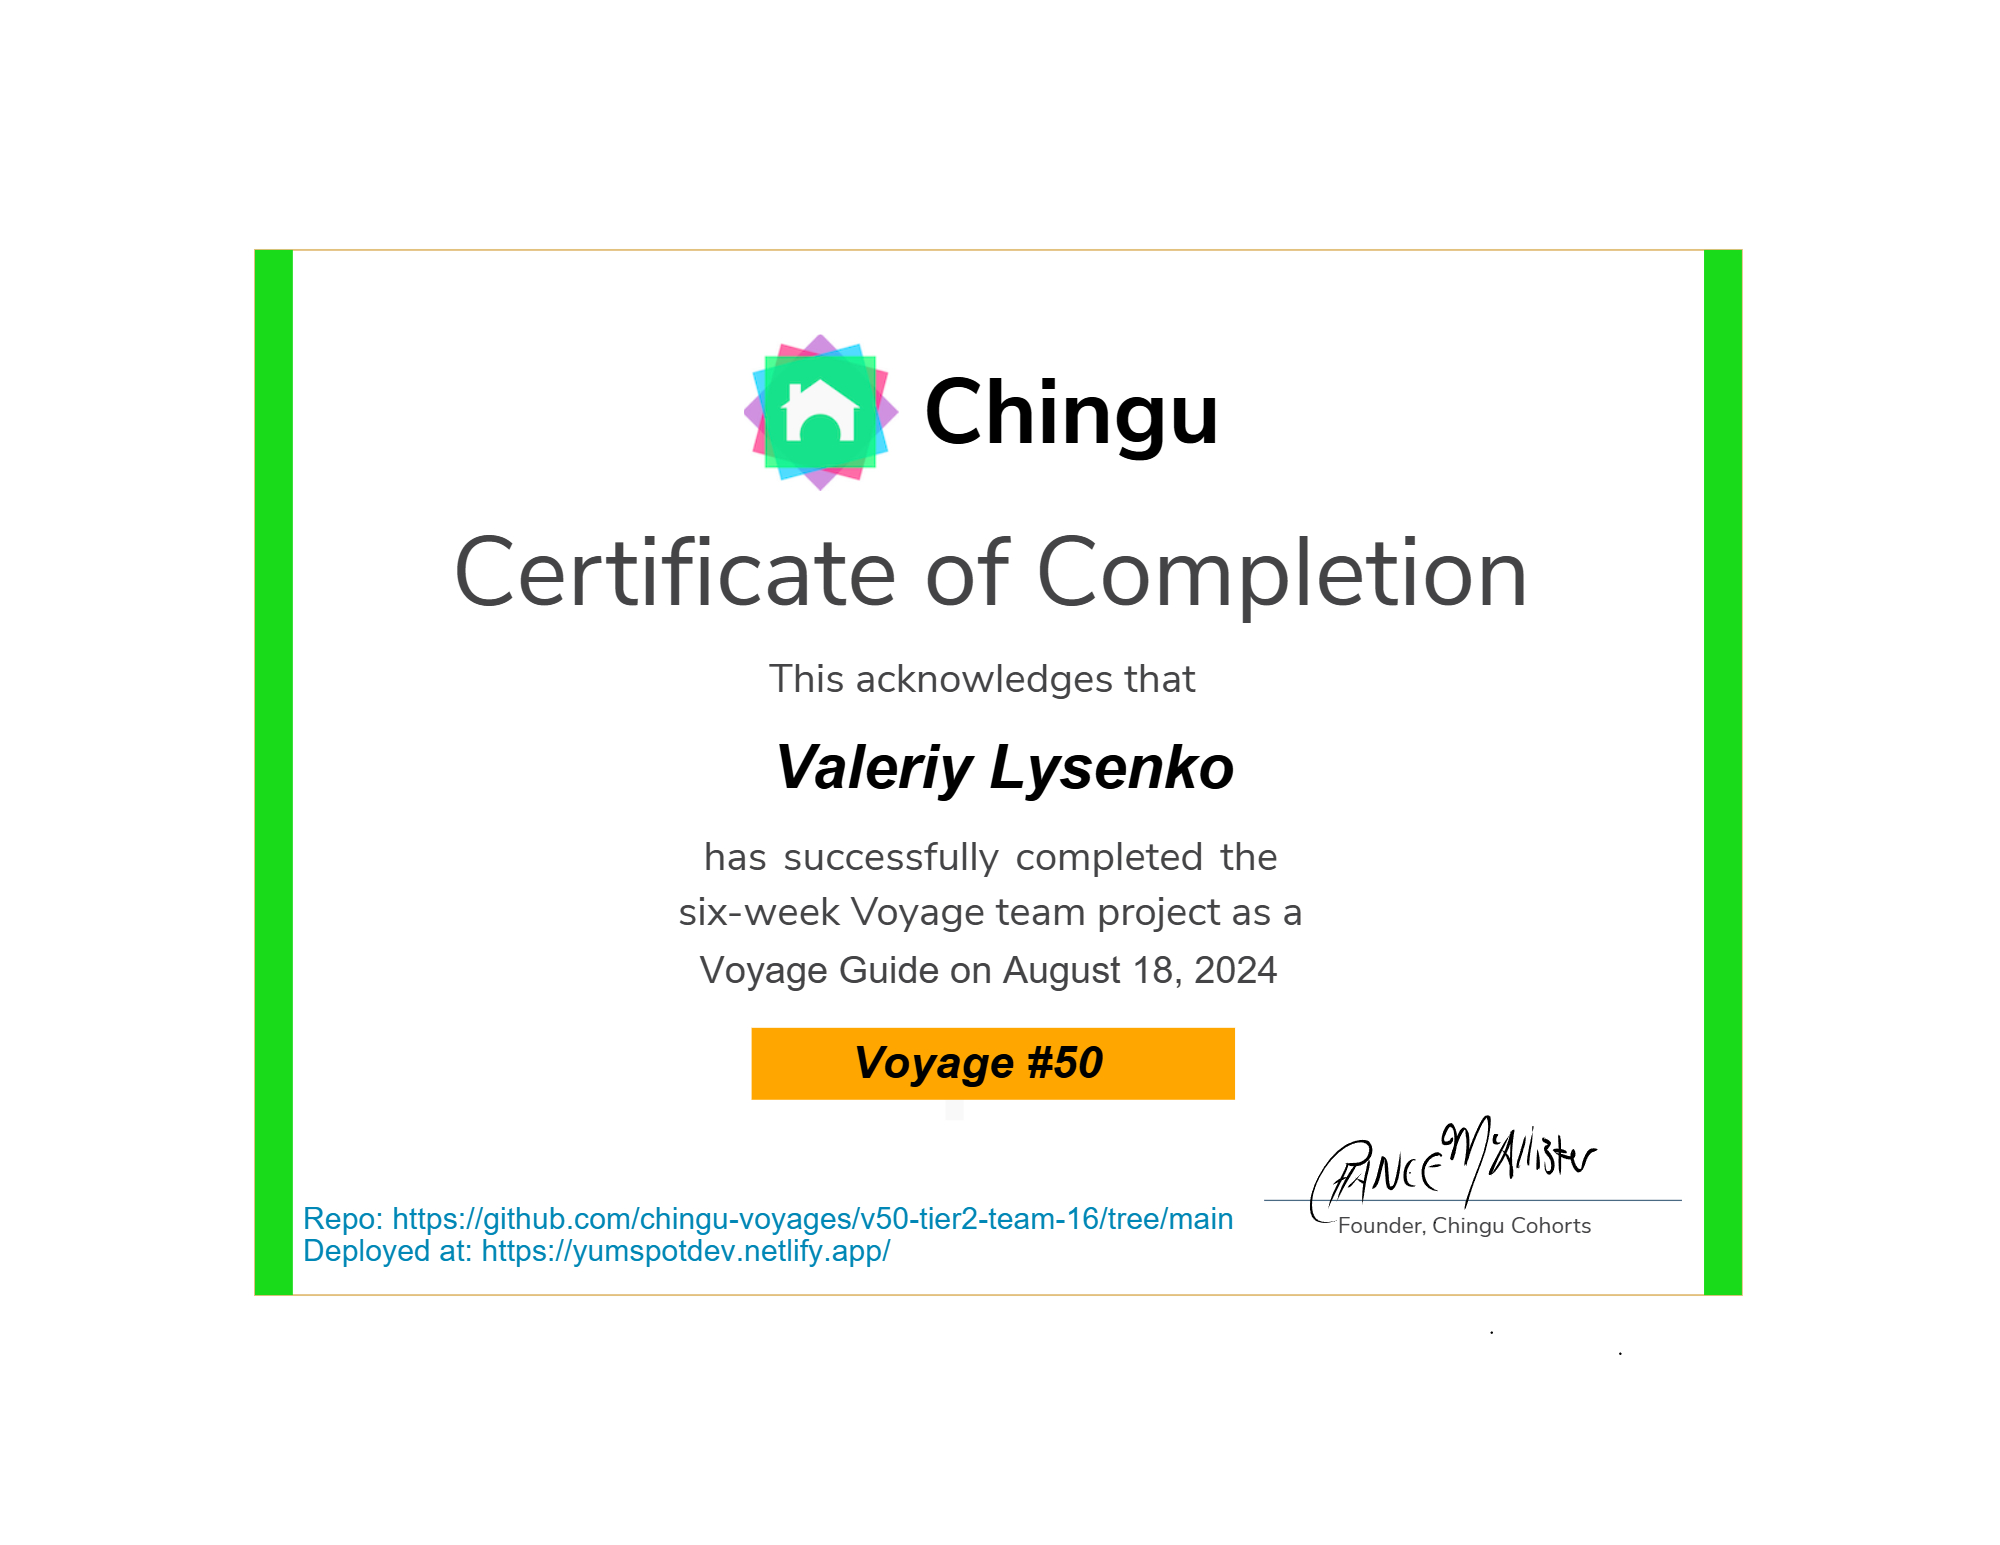 Chingu
Certificate of Completion
This acknowledges that
Valeriy Lysenko
has successfully completed the
six-week Voyage team project as a
Voyage Guide on August 18, 2024
Voyage #50
CHANCE McAllister
Founder, Chingu Cohorts
Repo: https://github.com/chingu-voyages/v50-tier2-team-16/tree/main
Deployed at: https://yumspotdev.netlify.app/